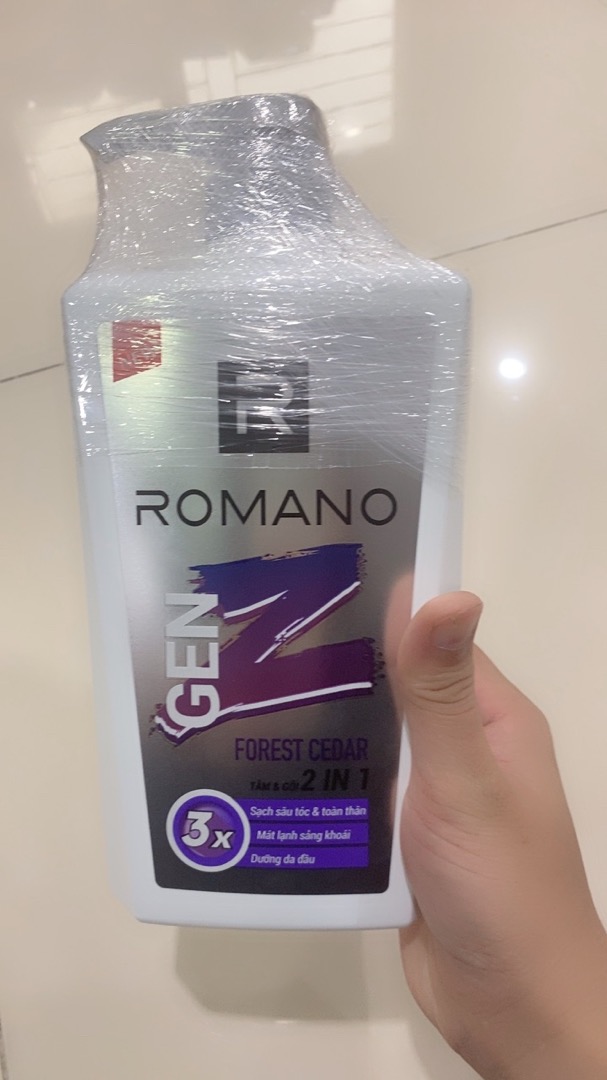 R
ROMANO
GEN Z
FOREST CEDAR
TẮM & GỘI 2 IN 1
3x
Sạch sâu tóc & toàn thân
Mát lạnh sảng khoái
Dưỡng da đầu